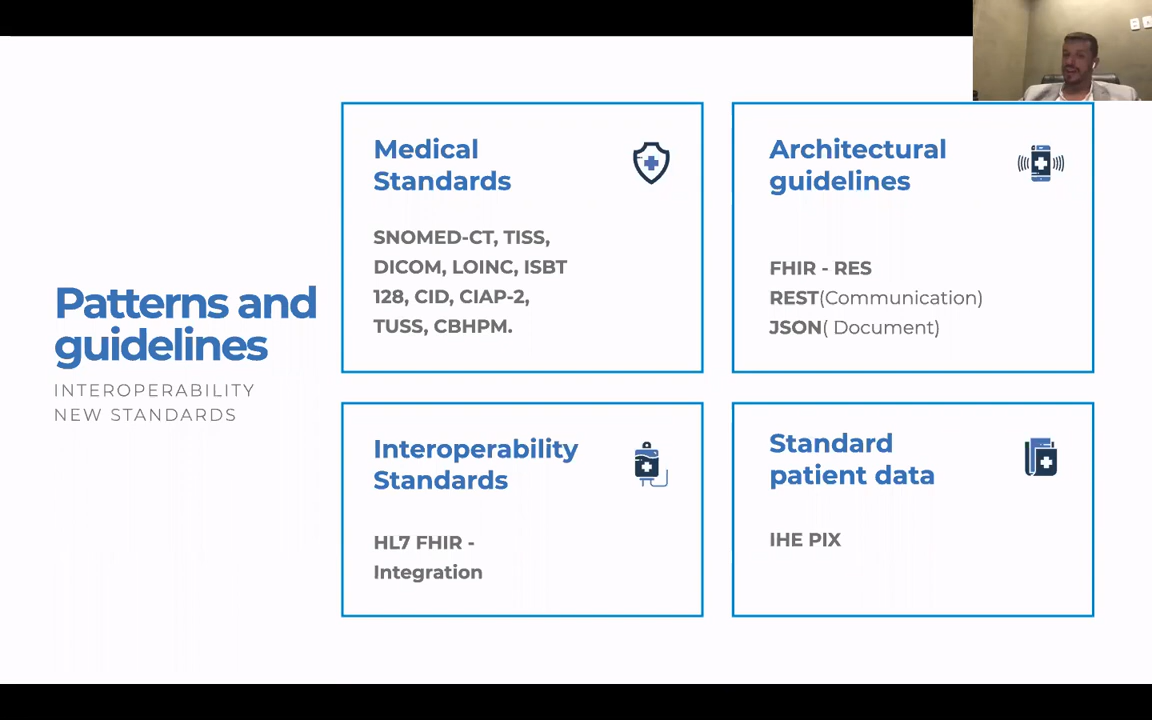 Patterns and
guidelines
INTEROPERABILITY
NEW STANDARDS
Medical
Standards
SNOMED-CT, TISS,
DICOM, LOINC, ISBT
128, CID, CIAP-2,
TUSS, CBHPM.
Architectural
guidelines
FHIR - RES
REST(Communication)
JSON( Document)
Interoperability
Standards
HL7 FHIR -
Integration
Standard
patient data
IHE PIX